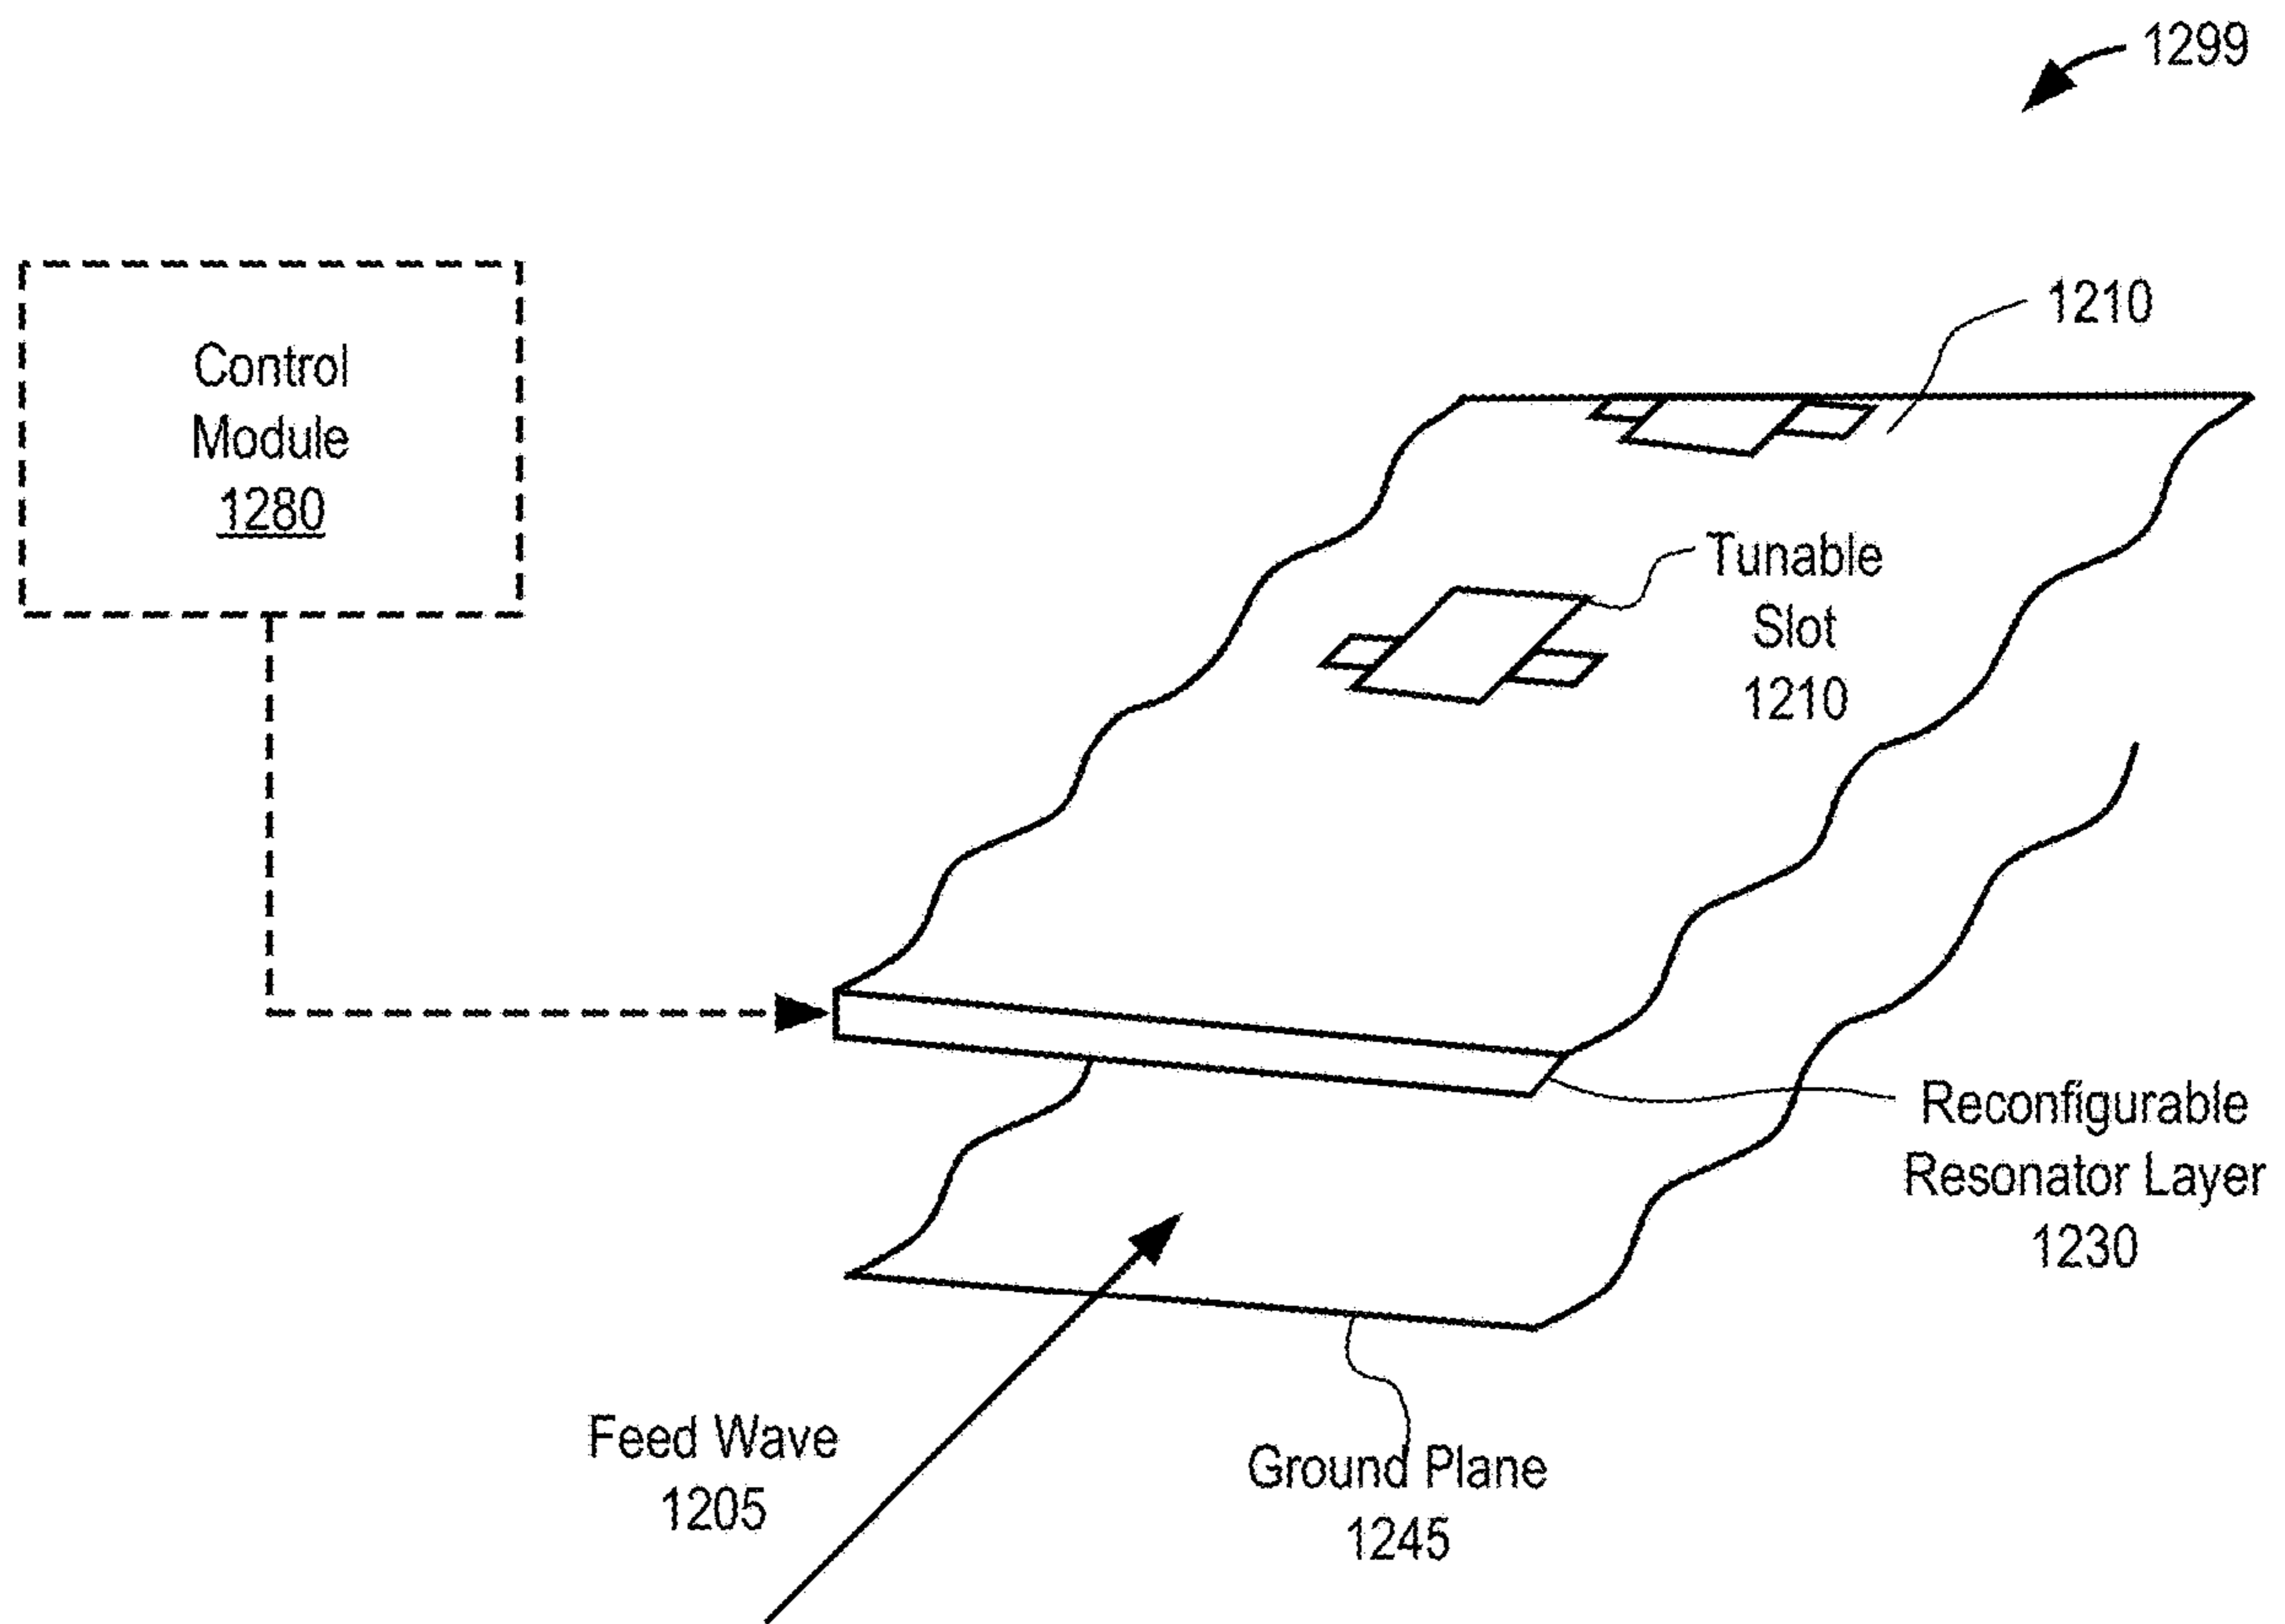 1299
Control
Module
1280
1210
Tunable
Slot
1210
Reconfigurable
Resonator Layer
1230
Feed Wave
1205
Ground Plane
1245